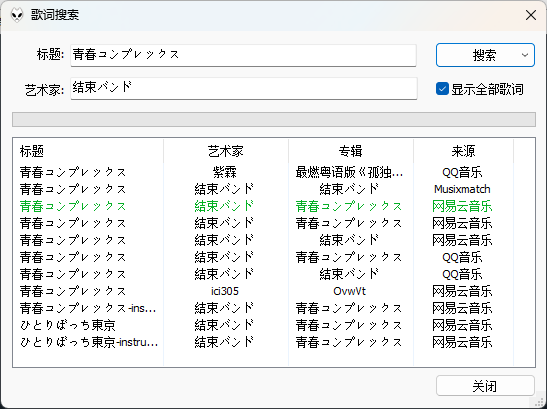 歌词搜索
标题: 青春コンプレックス 搜索
艺术家: 结束バンド 显示全部歌词
标题 艺术家 专辑 来源
青春コンプレックス 紫霖 最燃粤语版《孤独... QQ音乐
青春コンプレックス 结束バンド 结束バンド Musixmatch
青春コンプレックス 结束バンド 青春コンプレックス 网易云音乐
青春コンプレックス 结束バンド 青春コンプレックス 网易云音乐
青春コンプレックス 结束バンド 结束バンド 网易云音乐
青春コンプレックス 结束バンド 青春コンプレックス QQ音乐
青春コンプレックス 结束バンド 结束バンド QQ音乐
青春コンプレックス ici305 OvwVt 网易云音乐
青春コンプレックス-ins... 结束バンド 青春コンプレックス 网易云音乐
ひとりぼっち東京 结束バンド 青春コンプレックス 网易云音乐
ひとりぼっち東京-instru... 结束バンド 青春コンプレックス 网易云音乐
关闭